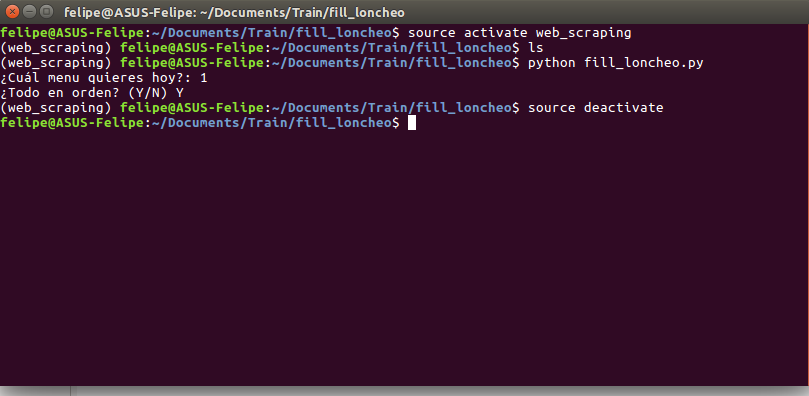 felipe@ASUS-Felipe: ~/Documents/Train/fill_loncheo
felipe@ASUS-Felipe:~/Documents/Train/fill_loncheo$ source activate web_scraping
(web_scraping) felipe@ASUS-Felipe:~/Documents/Train/fill_loncheo$ ls
(web_scraping) felipe@ASUS-Felipe:~/Documents/Train/fill_loncheo$ python fill_loncheo.py
¿Cuál menu quieres hoy?: 1
¿Todo en orden? (Y/N) Y
(web_scraping) felipe@ASUS-Felipe:~/Documents/Train/fill_loncheo$ source deactivate
felipe@ASUS-Felipe:~/Documents/Train/fill_loncheo$